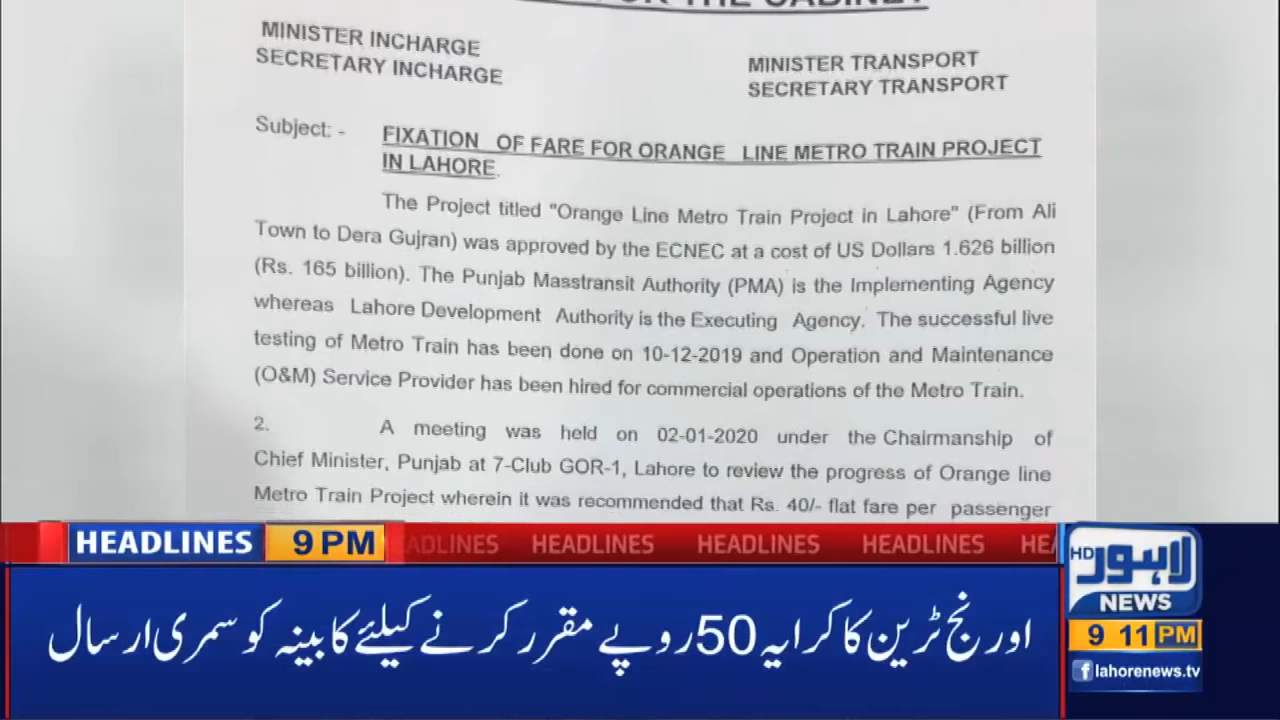 FOR THE CABINET
MINISTER INCHARGE
SECRETARY INCHARGE
MINISTER TRANSPORT
SECRETARY TRANSPORT
Subject: - FIXATION OF FARE FOR ORANGE LINE METRO TRAIN PROJECT
IN LAHORE.
The Project titled "Orange Line Metro Train Project in Lahore" (From Ali
Town to Dera Gujran) was approved by the ECNEC at a cost of US Dollars 1.626 billion
(Rs. 165 billion). The Punjab Masstransit Authority (PMA) is the Implementing Agency
whereas Lahore Development Authority is the Executing Agency. The successful live
testing of Metro Train has been done on 10-12-2019 and Operation and Maintenance
(O&M) Service Provider has been hired for commercial operations of the Metro Train.
2. A meeting was held on 02-01-2020 under the Chairmanship of
Chief Minister, Punjab at 7-Club GOR-1, Lahore to review the progress of Orange line
Metro Train Project wherein it was recommended that Rs. 40/- flat fare per passenger
HEADLINES 9 PM
HEADLINES HEADLINES HEADLINES
اورنج ٹرین کا کرایہ 50 روپے مقرر کرنے کیلئے کابینہ کو سمری ارسال
HD لاہور
NEWS
9 11 PM
lahorenews.tv